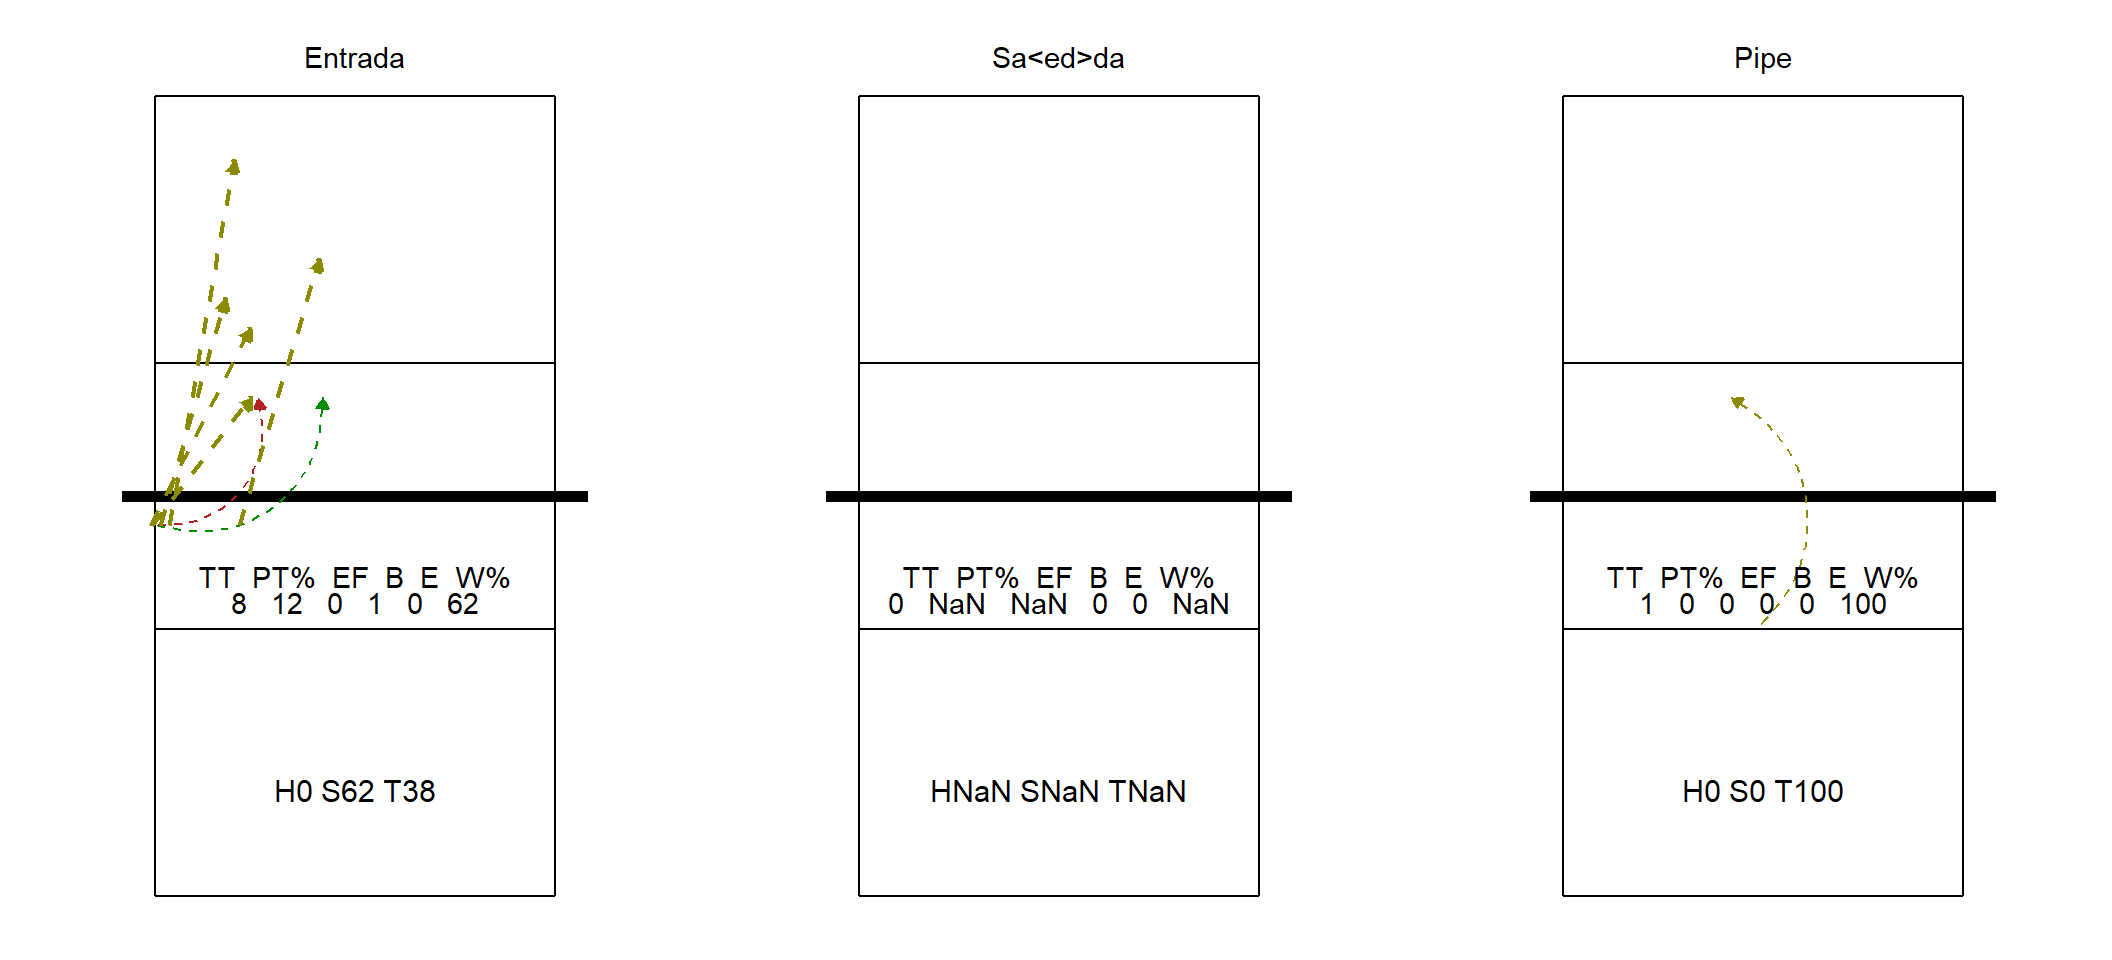 Entrada
TT PT% EF B E W%
8 12 0 1 0 62
H0 S62 T38
Sa<ed>da
TT PT% EF B E W%
0 NaN NaN 0 0 NaN
HNaN SNaN TNaN
Pipe
TT PT% EF B E W%
1 0 0 0 0 100
H0 S0 T100